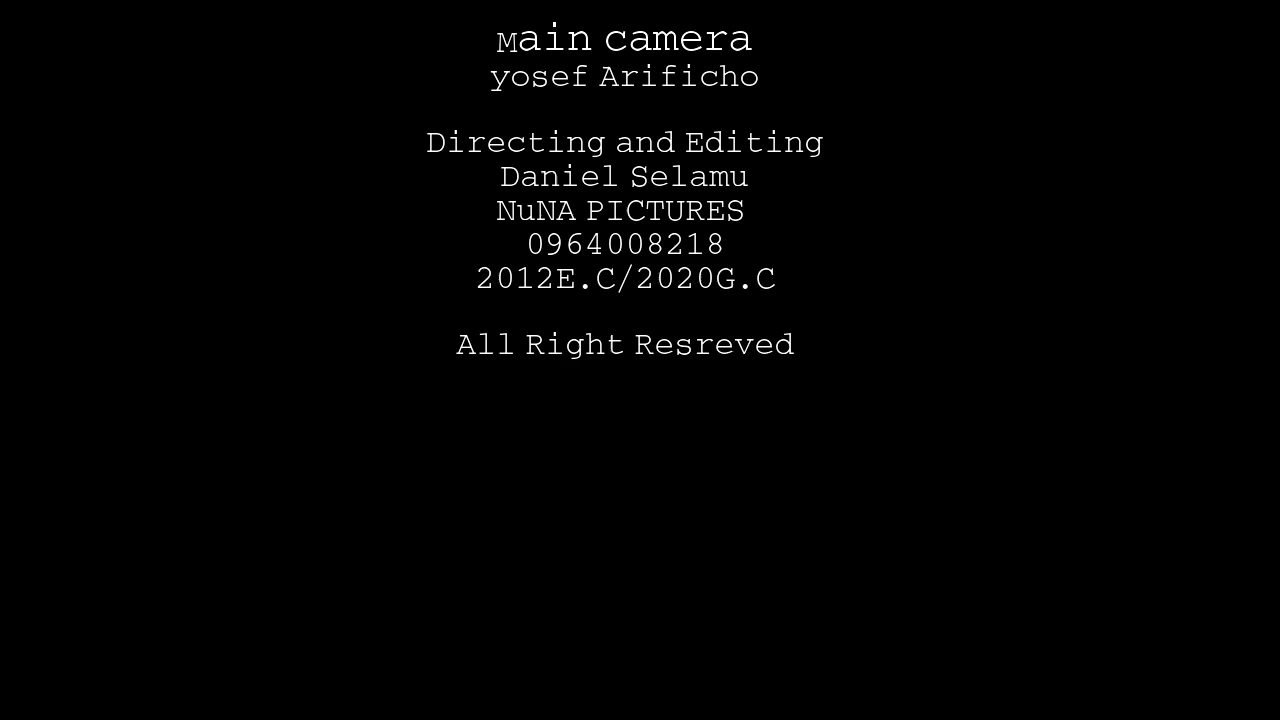 Main camera
yosef Arificho
Directing and Editing
Daniel Selamu
NuNA PICTURES
0964008218
2012E.C/2020G.C
All Right Resreved